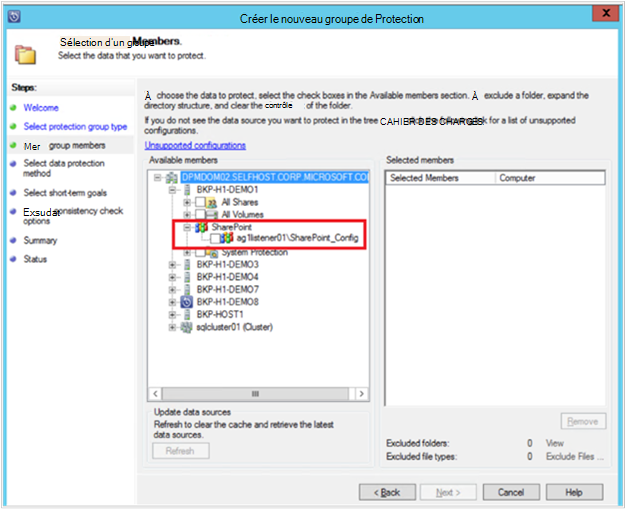 Créer le nouveau groupe de Protection
x
Sélection d'un groupe Members.
Select the data that you want to protect.
Steps:
Welcome
Select protection group type
Mer group members
Select data protection
method
Select short-term goals
Exsudat consistency check
options
Summary
Status
À choose the data to protect, select the check boxes in the Available members section. À exclude a folder, expand the
directory structure, and clear the contrôle of the folder.
If you do not see the data source you want to protect in the tree CAHIER DES CHARGES for a list of unsupported
configurations.
Unsupported configurations
Available members
DPMDOM02.SELFHOST.CORP.MICROSOFT.CO
BKP-H1-DEMO1
All Shares
All Volumes
SharePoint
ag1listener01\SharePoint_Config
System Protection
BKP-H1-DEMO3
BKP-H1-DEMO4
BKP-H1-DEMO7
BKP-H1-DEMO8
BKP-HOST1
sqlcluster01 (Cluster)
Update data sources
Refresh to clear the cache and retrieve the latest
data sources.
Refresh
Selected members
Selected Members Computer
Remove
Excluded folders: 0 View
Excluded file types: 0 Exclude Files ...
< Back Next > Cancel Help